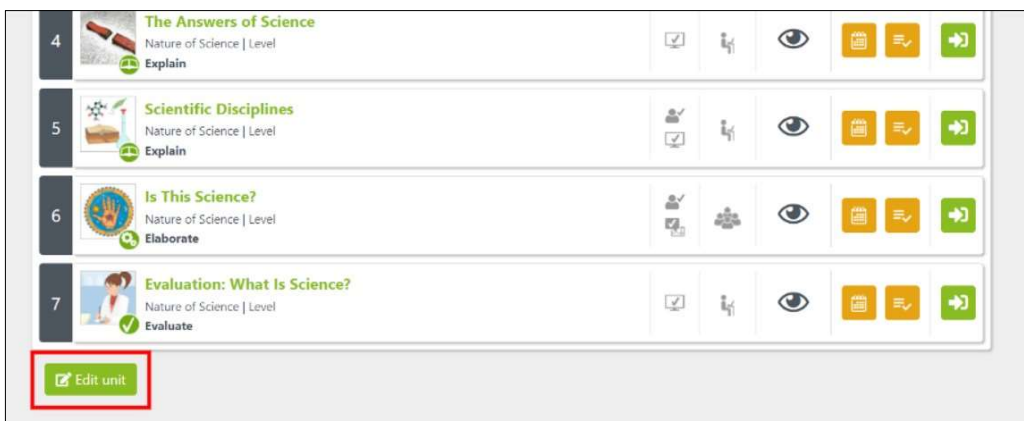 4
The Answers of Science
Nature of Science | Level
Explain
5
Scientific Disciplines
Nature of Science | Level
Explain
6
Is This Science?
Nature of Science | Level
Elaborate
7
Evaluation: What Is Science?
Nature of Science | Level
Evaluate
Edit unit